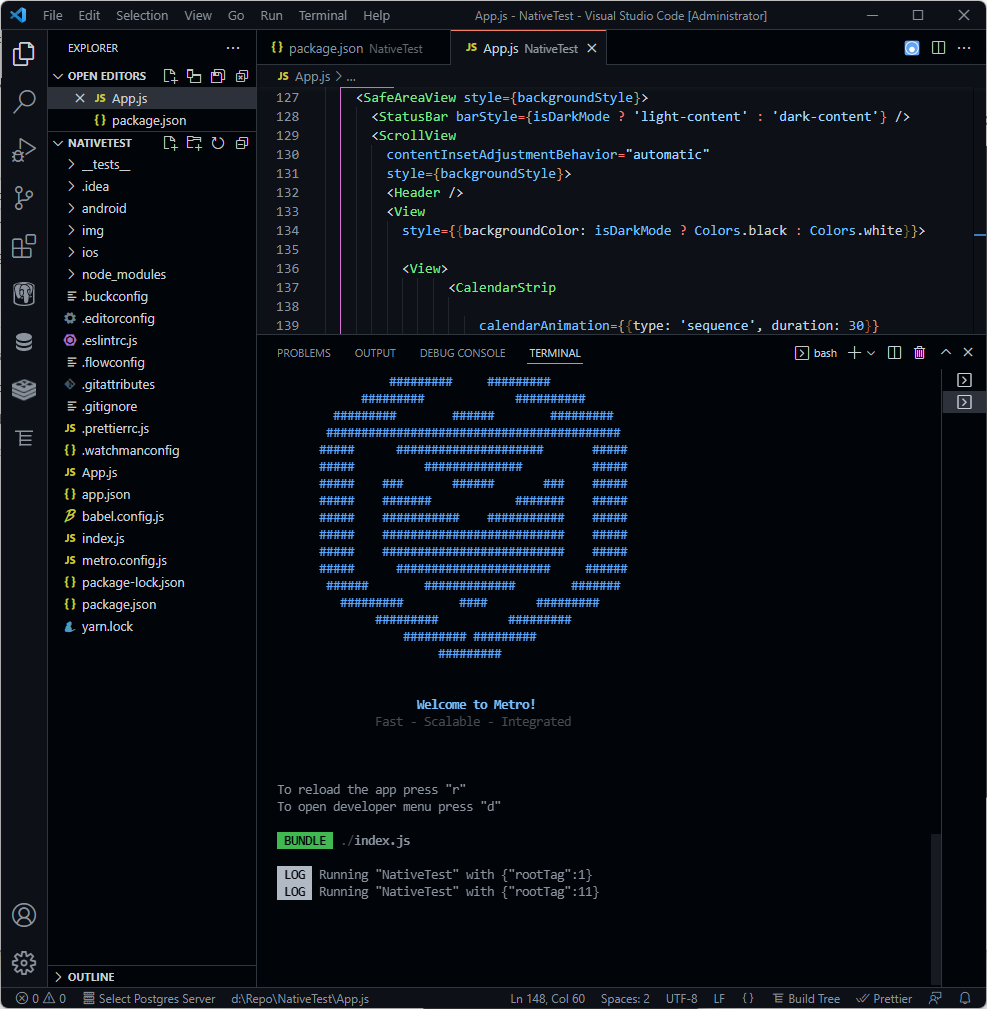 File Edit Selection View Go Run Terminal Help App.js - NativeTest - Visual Studio Code [Administrator]
EXPLORER
OPEN EDITORS
App.js
package.json
NATIVETEST
__tests__
.idea
android
img
ios
node_modules
.buckconfig
.editorconfig
.eslintrc.js
.flowconfig
.gitattributes
.gitignore
.prettierrc.js
.watchmanconfig
App.js
app.json
babel.config.js
index.js
metro.config.js
package-lock.json
package.json
yarn.lock
OUTLINE
package.json NativeTest
JS App.js NativeTest
JS App.js > ...
127 <SafeAreaView style={backgroundStyle}>
128 <StatusBar barStyle={isDarkMode ? 'light-content' : 'dark-content'} />
129 <ScrollView
130 contentInsetAdjustmentBehavior="automatic"
131 style={backgroundStyle}>
132 <Header />
133 <View
134 style={{backgroundColor: isDarkMode ? Colors.black : Colors.white}}>
135
136 <View>
137 <CalendarStrip
138
139 calendarAnimation={{type: 'sequence', duration: 30}}
PROBLEMS OUTPUT DEBUG CONSOLE TERMINAL bash
Welcome to Metro!
Fast - Scalable - Integrated
To reload the app press "r"
To open developer menu press "d"
BUNDLE ./index.js
LOG Running "NativeTest" with {"rootTag":1}
LOG Running "NativeTest" with {"rootTag":11}
0 0 Select Postgres Server d:\Repo\NativeTest\App.js Ln 148, Col 60 Spaces: 2 UTF-8 LF {} Build Tree Prettier